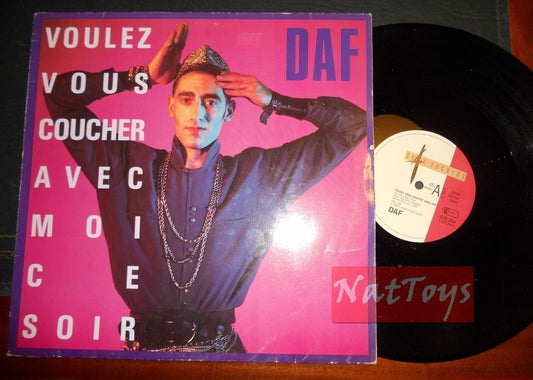 VOULEZ
VOUS
COUCHER
AVEC
MOI
CE
SOIR
DAF
A
DAF
NatToys